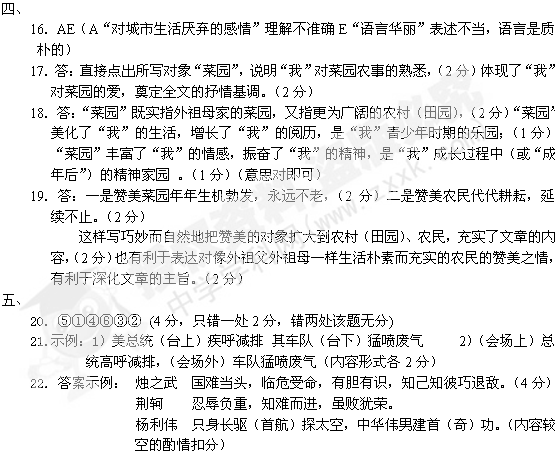 四、
16．AE（A“对城市生活厌弃的感情”理解不准确 E“语言华丽”表述不当，语言是质
朴的）
17．答：直接点出所写对象“菜园”，说明“我”对菜园农事的熟悉，（2分）体现了“我”
对菜园的爱，奠定全文的抒情基调。（2分）
18．答：“菜园”既实指外祖母家的菜园，又指更为广阔的农村（田园），（2分）“菜园”
美化了“我”的生活，增长了“我”的阅历，是“我”青少年时期的乐园；（1分）
“菜园”丰富了“我”的情感，振奋了“我”的精神，是“我”成长过程中（或“成
年后”）的精神家园 。（1分）（意思对即可）
19．答：一是赞美菜园年年生机勃发，永远不老，（2 分）二是赞美农民代代耕耘，延
续不止。（2分）
这样写巧妙而自然地把赞美的对象扩大到农村（田园）、农民，充实了文章的内
容，（2分）也有利于表达对像外祖父外祖母一样生活朴素而充实的农民的赞美之情，
有利于深化文章的主旨。（2分）
五、
20．⑤①④⑥③②（4分，只错一处2分，错两处该题无分）
21．示例：1）美总统（台上）疾呼减排 其车队（台下）猛喷废气 2）（会场上）总
统高呼减排，（会场外）车队猛喷废气（内容形式各2分）
22． 答案示例： 烛之武 国难当头，临危受命，有胆有识，知己知彼巧退敌。（4分）
荆轲 忍辱负重，知难而进，虽败犹荣。
杨利伟 只身长驱（首航）探太空，中华伟男建首（奇）功。（内容较
空的酌情扣分）